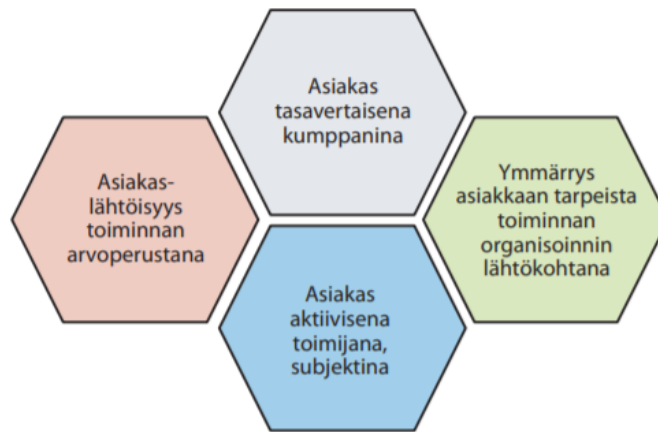 Asiakas
tasavertaisena
kumppanina
Asiakas-
lähtöisyys
toiminnan
arvoperustana
Ymmärrys
asiakkaan tarpeista
toiminnan
organisoinnin
lähtökohtana
Asiakas
aktiivisena
toimijana,
subjektina